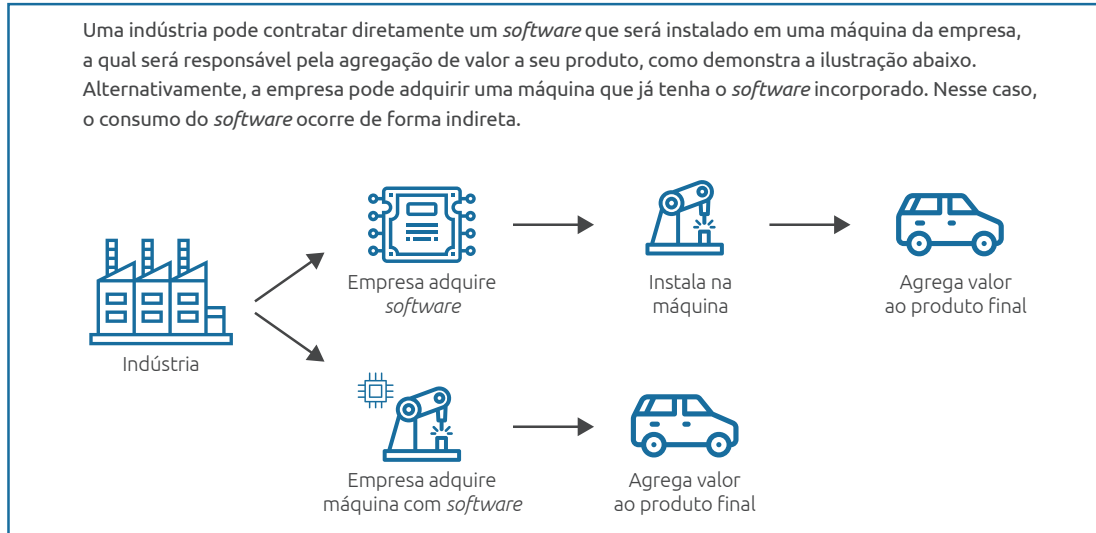 Uma indústria pode contratar diretamente um software que será instalado em uma máquina da empresa,
a qual será responsável pela agregação de valor a seu produto, como demonstra a ilustração abaixo.
Alternativamente, a empresa pode adquirir uma máquina que já tenha o software incorporado. Nesse caso,
o consumo do software ocorre de forma indireta.
Indústria
Empresa adquire
software
Instala na
máquina
Agrega valor
ao produto final
Empresa adquire
máquina com software
Agrega valor
ao produto final